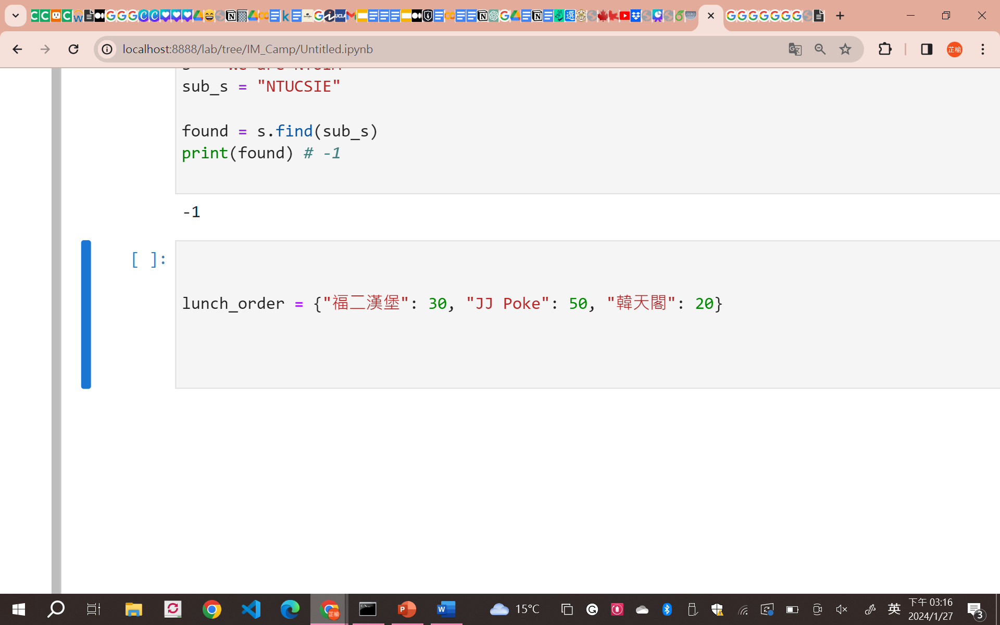 localhost:8888/lab/tree/IM_Camp/Untitled.ipynb
芷榆
sub_s = "NTUCSIE"
found = s.find(sub_s)
print(found) # -1
-1
[ ]:
lunch_order = {"福二漢堡": 30, "JJ Poke": 50, "韓天閣": 20}
15°C
英
下午 03:16
2024/1/27
3